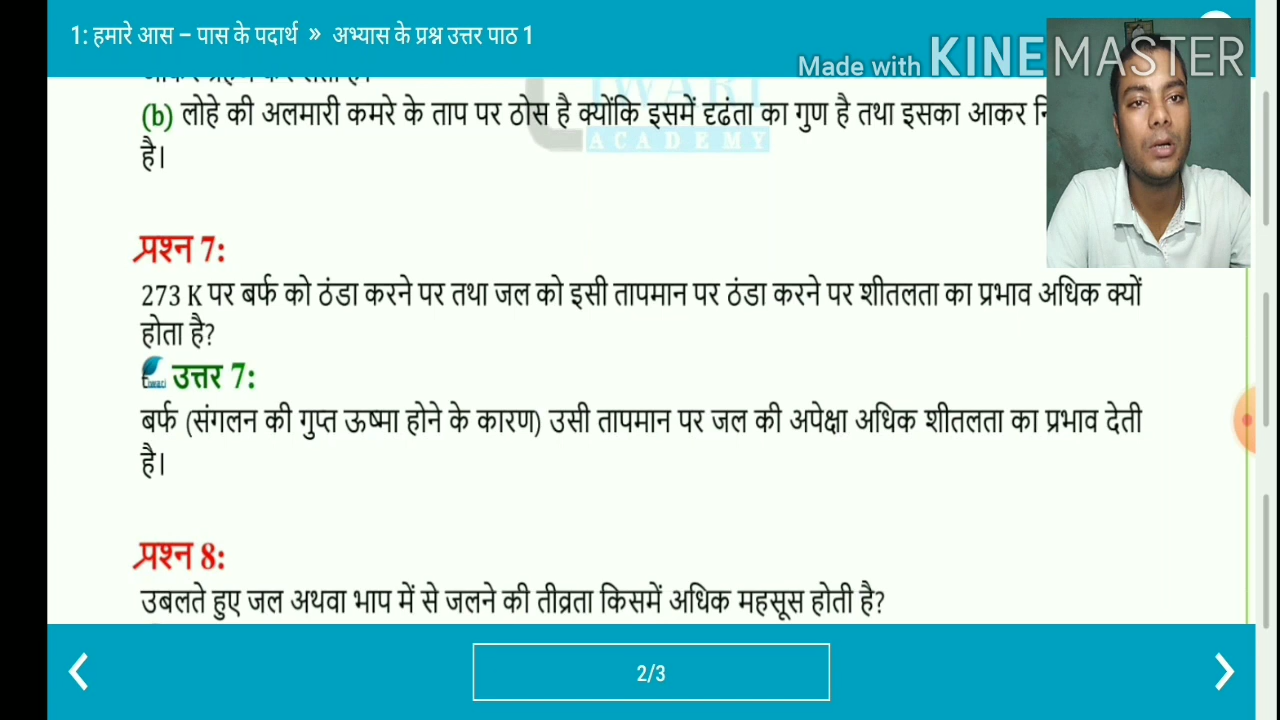 1: हमारे आस – पास के पदार्थ » अभ्यास के प्रश्न उत्तर पाठ 1
Made with KINEMASTER
(b) लोहे की अलमारी कमरे के ताप पर ठोस है क्योंकि इसमें दृढंता का गुण है तथा इसका आकर
है।
ACADEMY
प्रश्न 7:
273 K पर बर्फ को ठंडा करने पर तथा जल को इसी तापमान पर ठंडा करने पर शीतलता का प्रभाव अधिक क्यों
होता है?
उत्तर 7:
बर्फ (संगलन की गुप्त ऊष्मा होने के कारण) उसी तापमान पर जल की अपेक्षा अधिक शीतलता का प्रभाव देती
है।
प्रश्न 8:
उबलते हुए जल अथवा भाप में से जलने की तीव्रता किसमें अधिक महसूस होती है?
2/3